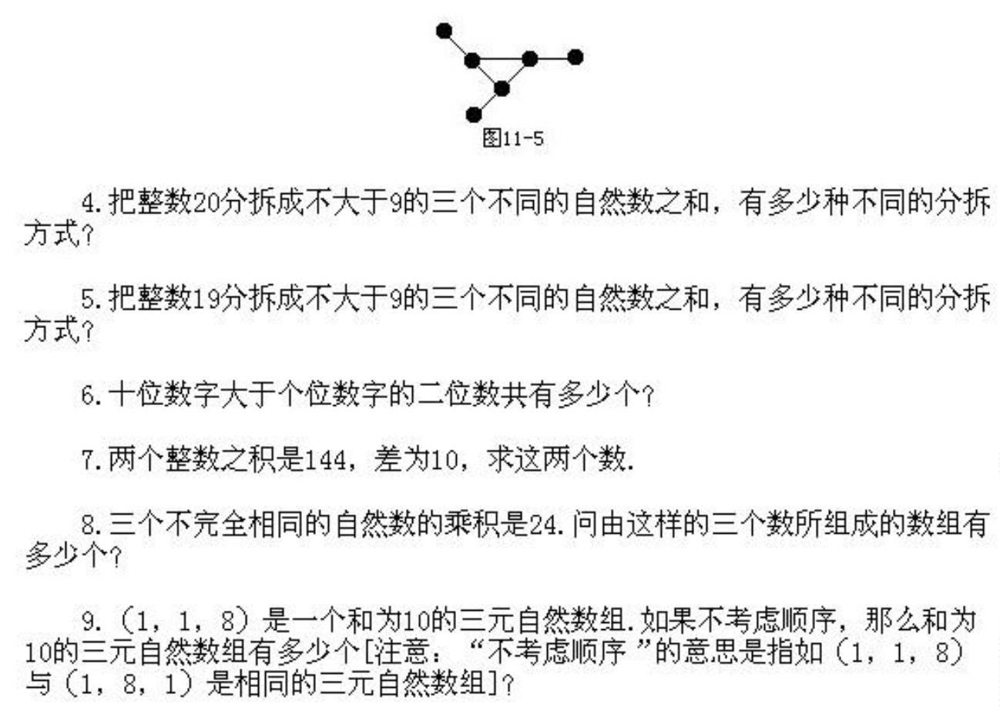 图11-5
4.把整数20分拆成不大于9的三个不同的自然数之和，有多少种不同的分拆
方式？
5.把整数19分拆成不大于9的三个不同的自然数之和，有多少种不同的分拆
方式？
6.十位数字大于个位数字的二位数共有多少个？
7.两个整数之积是144，差为10，求这两个数.
8.三个不完全相同的自然数的乘积是24.问由这样的三个数所组成的数组有
多少个？
9.（1，1，8）是一个和为10的三元自然数组.如果不考虑顺序，那么和为
10的三元自然数组有多少个[注意：“不考虑顺序”的意思是指如（1，1，8）
与（1，8，1）是相同的三元自然数组]？